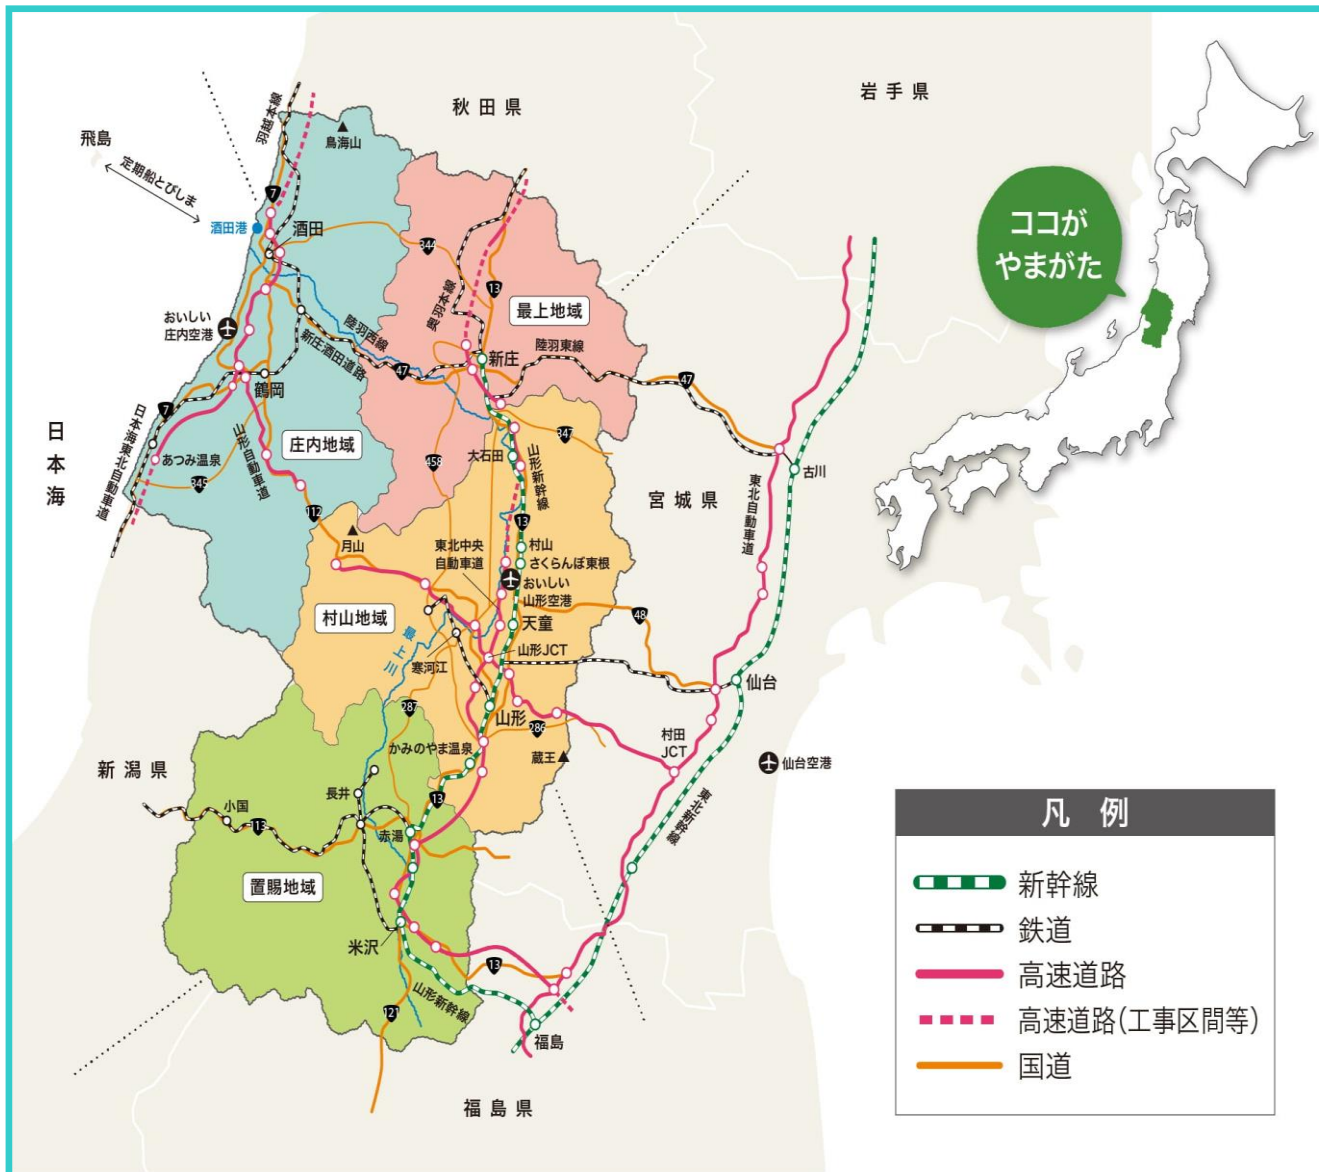 秋田県
岩手県
羽越本線
鳥海山
飛島
定期船とびしま
7
酒田港
酒田
344
13
ココが
やまがた
奥羽本線
最上地域
おいしい
庄内空港
陸羽西線
新庄酒田道路
47
新庄
陸羽東線
47
鶴岡
7
日本海東北自動車道
あつみ温泉
345
山形自動車道
庄内地域
458
大石田
347
山形新幹線
古川
日本海
宮城県
東北自動車道
112
月山
13
東北中央
自動車道
村山
さくらんぼ東根
おいしい
山形空港
村山地域
最上川
天童
48
寒河江
山形JCT
仙台
287
山形
286
村田
JCT
かみのやま温泉
蔵王
仙台空港
新潟県
小国
13
長井
13
赤湯
東北新幹線
置賜地域
米沢
13
山形新幹線
121
福島
福島県
凡例
新幹線
鉄道
高速道路
高速道路(工事区間等)
国道